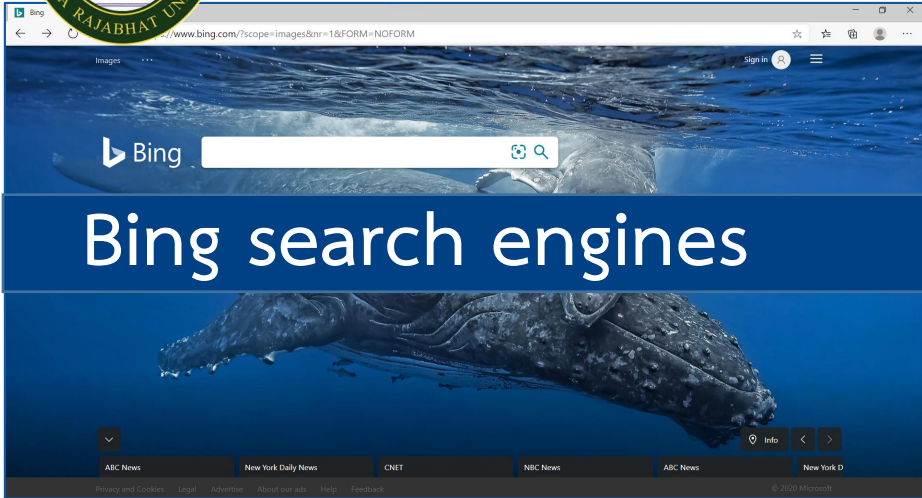 Bing
RAJABHAT UN
//www.bing.com/?scope=images&nr=1&FORM=NOFORM
Images ...
Sign in
Bing
Bing search engines
Info
ABC News
New York Daily News
CNET
NBC News
ABC News
New York D
Privacy and Cookies Legal Advertise About our ads Help Feedback
© 2020 Microsoft